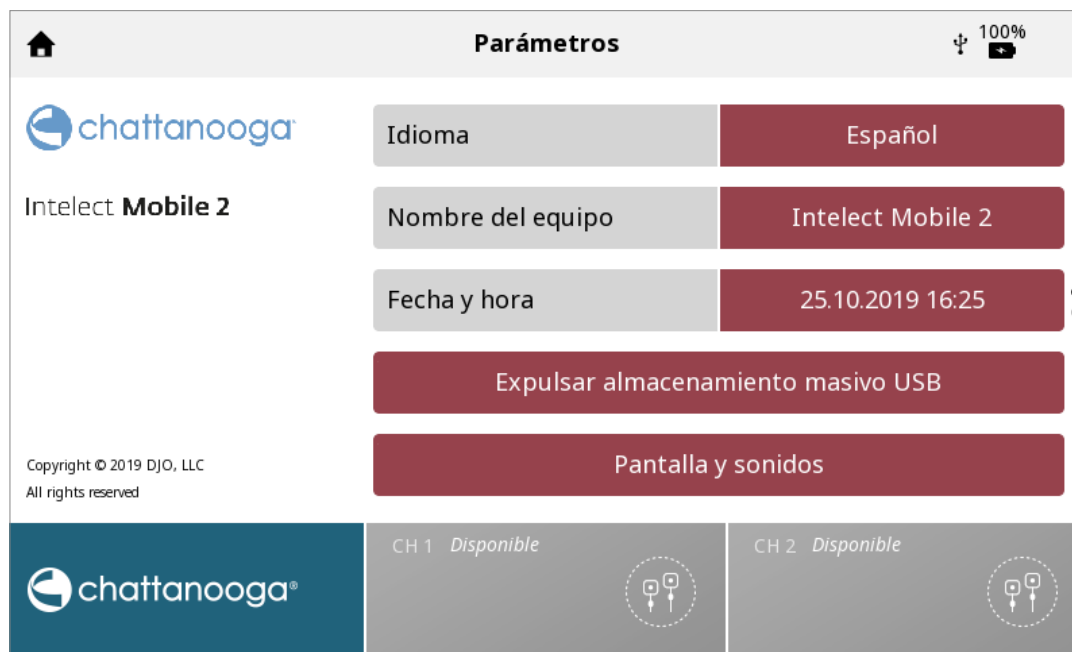 Parámetros
100%
chattanooga
Intelect Mobile 2
Idioma
Español
Nombre del equipo
Intelect Mobile 2
Fecha y hora
25.10.2019 16:25
Expulsar almacenamiento masivo USB
Pantalla y sonidos
Copyright © 2019 DJO, LLC
All rights reserved
chattanooga®
CH 1 Disponible
CH 2 Disponible